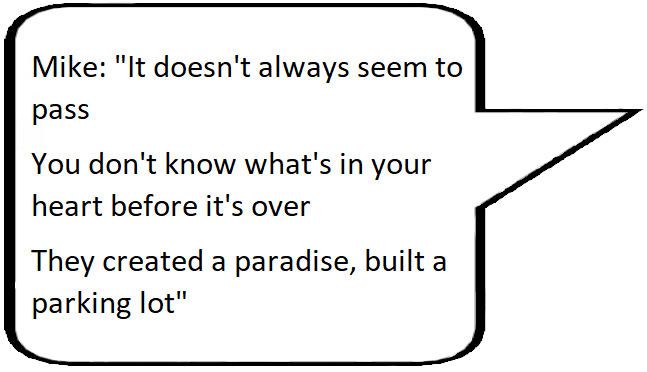 Mike: "It doesn't always seem to
pass
You don't know what's in your
heart before it's over
They created a paradise, built a
parking lot"